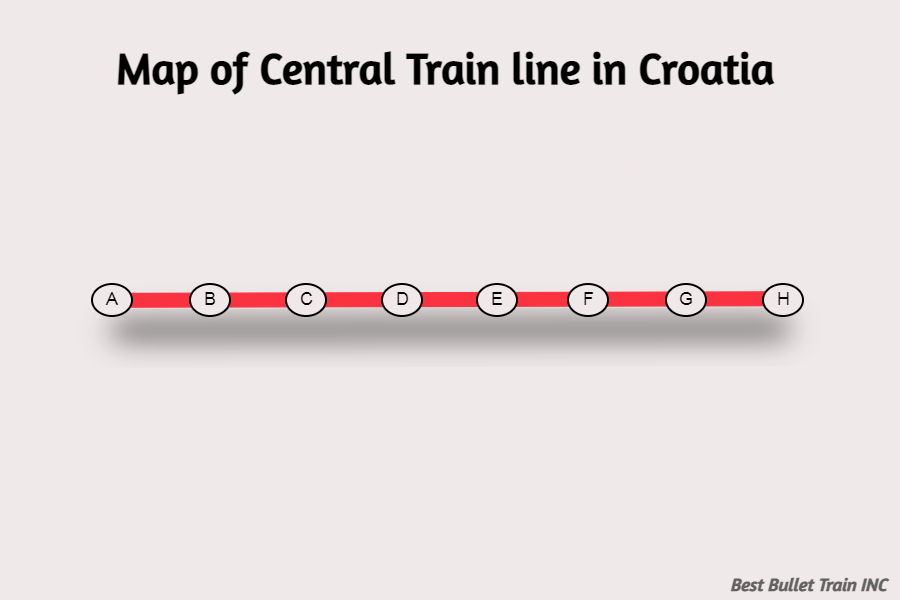 Map of Central Train line in Croatia
A B C D E F G H
Best Bullet Train INC